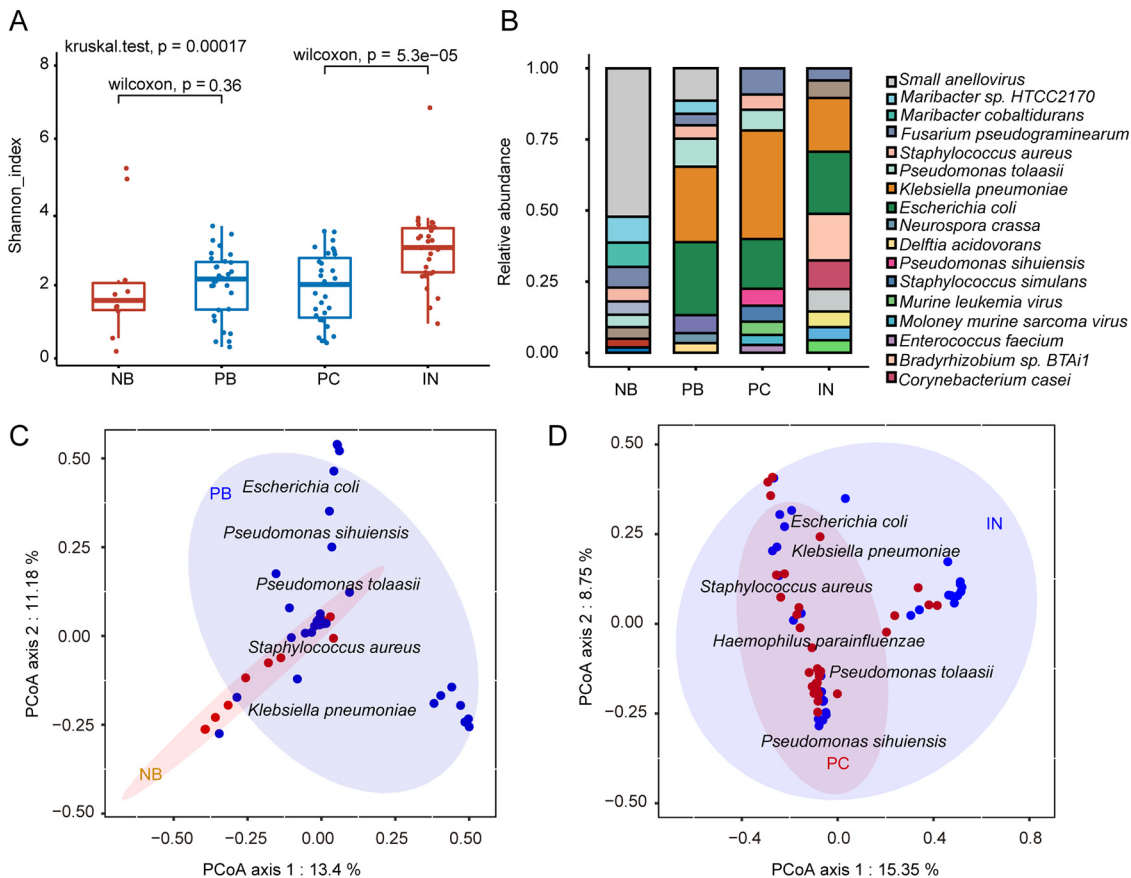 A
kruskal.test, p = 0.00017
wilcoxon, p = 5.3e−05
wilcoxon, p = 0.36
Shannon_index
8
6
4
2
0
NB
PB
PC
IN
B
Relative abundance
1.00
0.75
0.50
0.25
0.00
NB
PB
PC
IN
Small anellovirus
Maribacter sp. HTCC2170
Maribacter cobaltidurans
Fusarium pseudograminearum
Staphylococcus aureus
Pseudomonas tolaasii
Klebsiella pneumoniae
Escherichia coli
Neurospora crassa
Delftia acidovorans
Pseudomonas sihuiensis
Staphylococcus simulans
Murine leukemia virus
Moloney murine sarcoma virus
Enterococcus faecium
Bradyrhizobium sp. BTAi1
Corynebacterium casei
C
PCoA axis 2 : 11.18 %
0.50
0.25
0.00
−0.25
−0.50
PB
Escherichia coli
Pseudomonas sihuiensis
Pseudomonas tolaasii
Staphylococcus aureus
Klebsiella pneumoniae
NB
−0.50
−0.25
0.00
0.25
0.50
PCoA axis 1 : 13.4 %
D
PCoA axis 2 : 8.75 %
0.50
0.25
0.00
−0.25
−0.50
IN
Escherichia coli
Klebsiella pneumoniae
Staphylococcus aureus
Haemophilus parainfluenzae
Pseudomonas tolaasii
Pseudomonas sihuiensis
PC
−0.4
0.0
0.4
0.8
PCoA axis 1 : 15.35 %